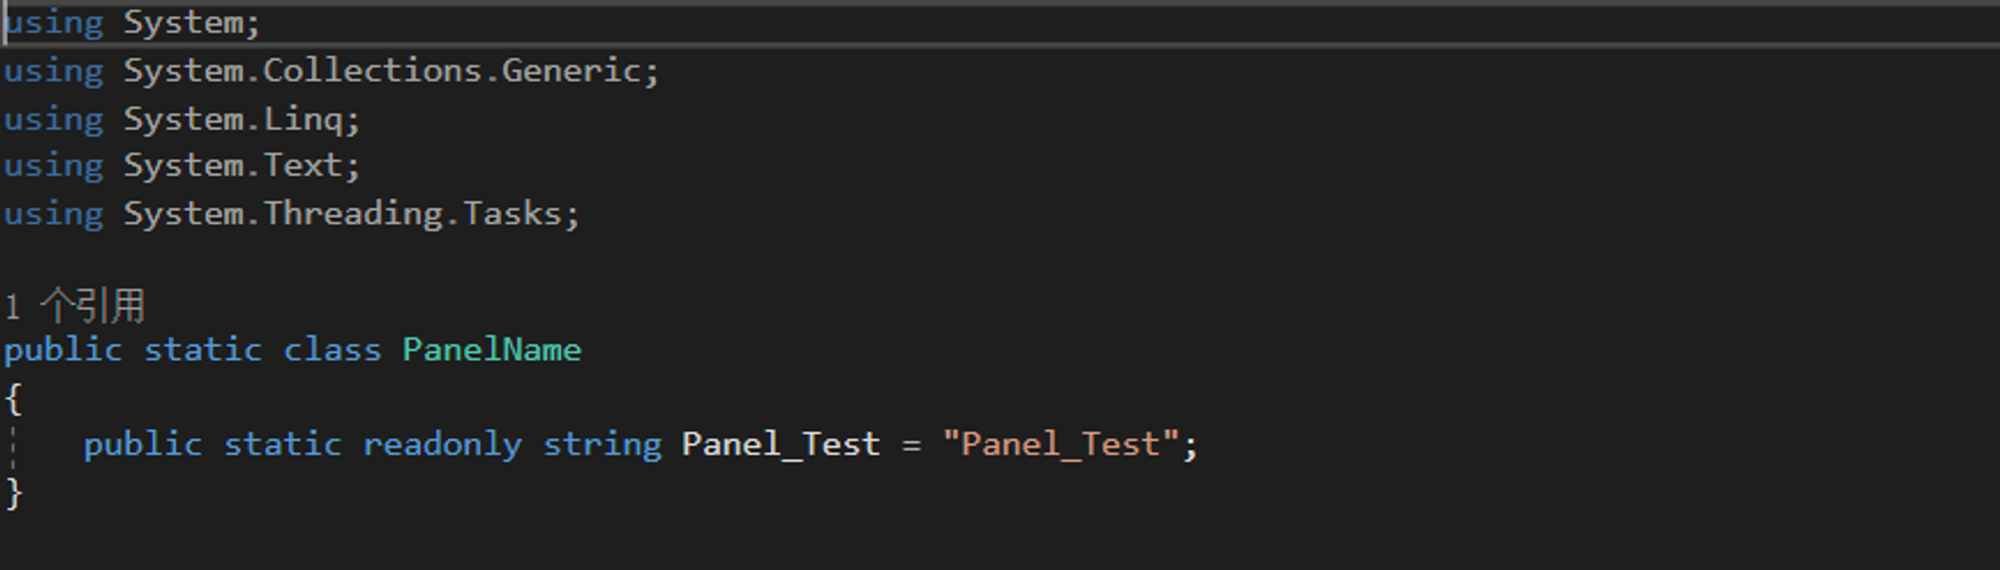 using System;
using System.Collections.Generic;
using System.Linq;
using System.Text;
using System.Threading.Tasks;
1 个引用
public static class PanelName
{
public static readonly string Panel_Test = "Panel_Test";
}